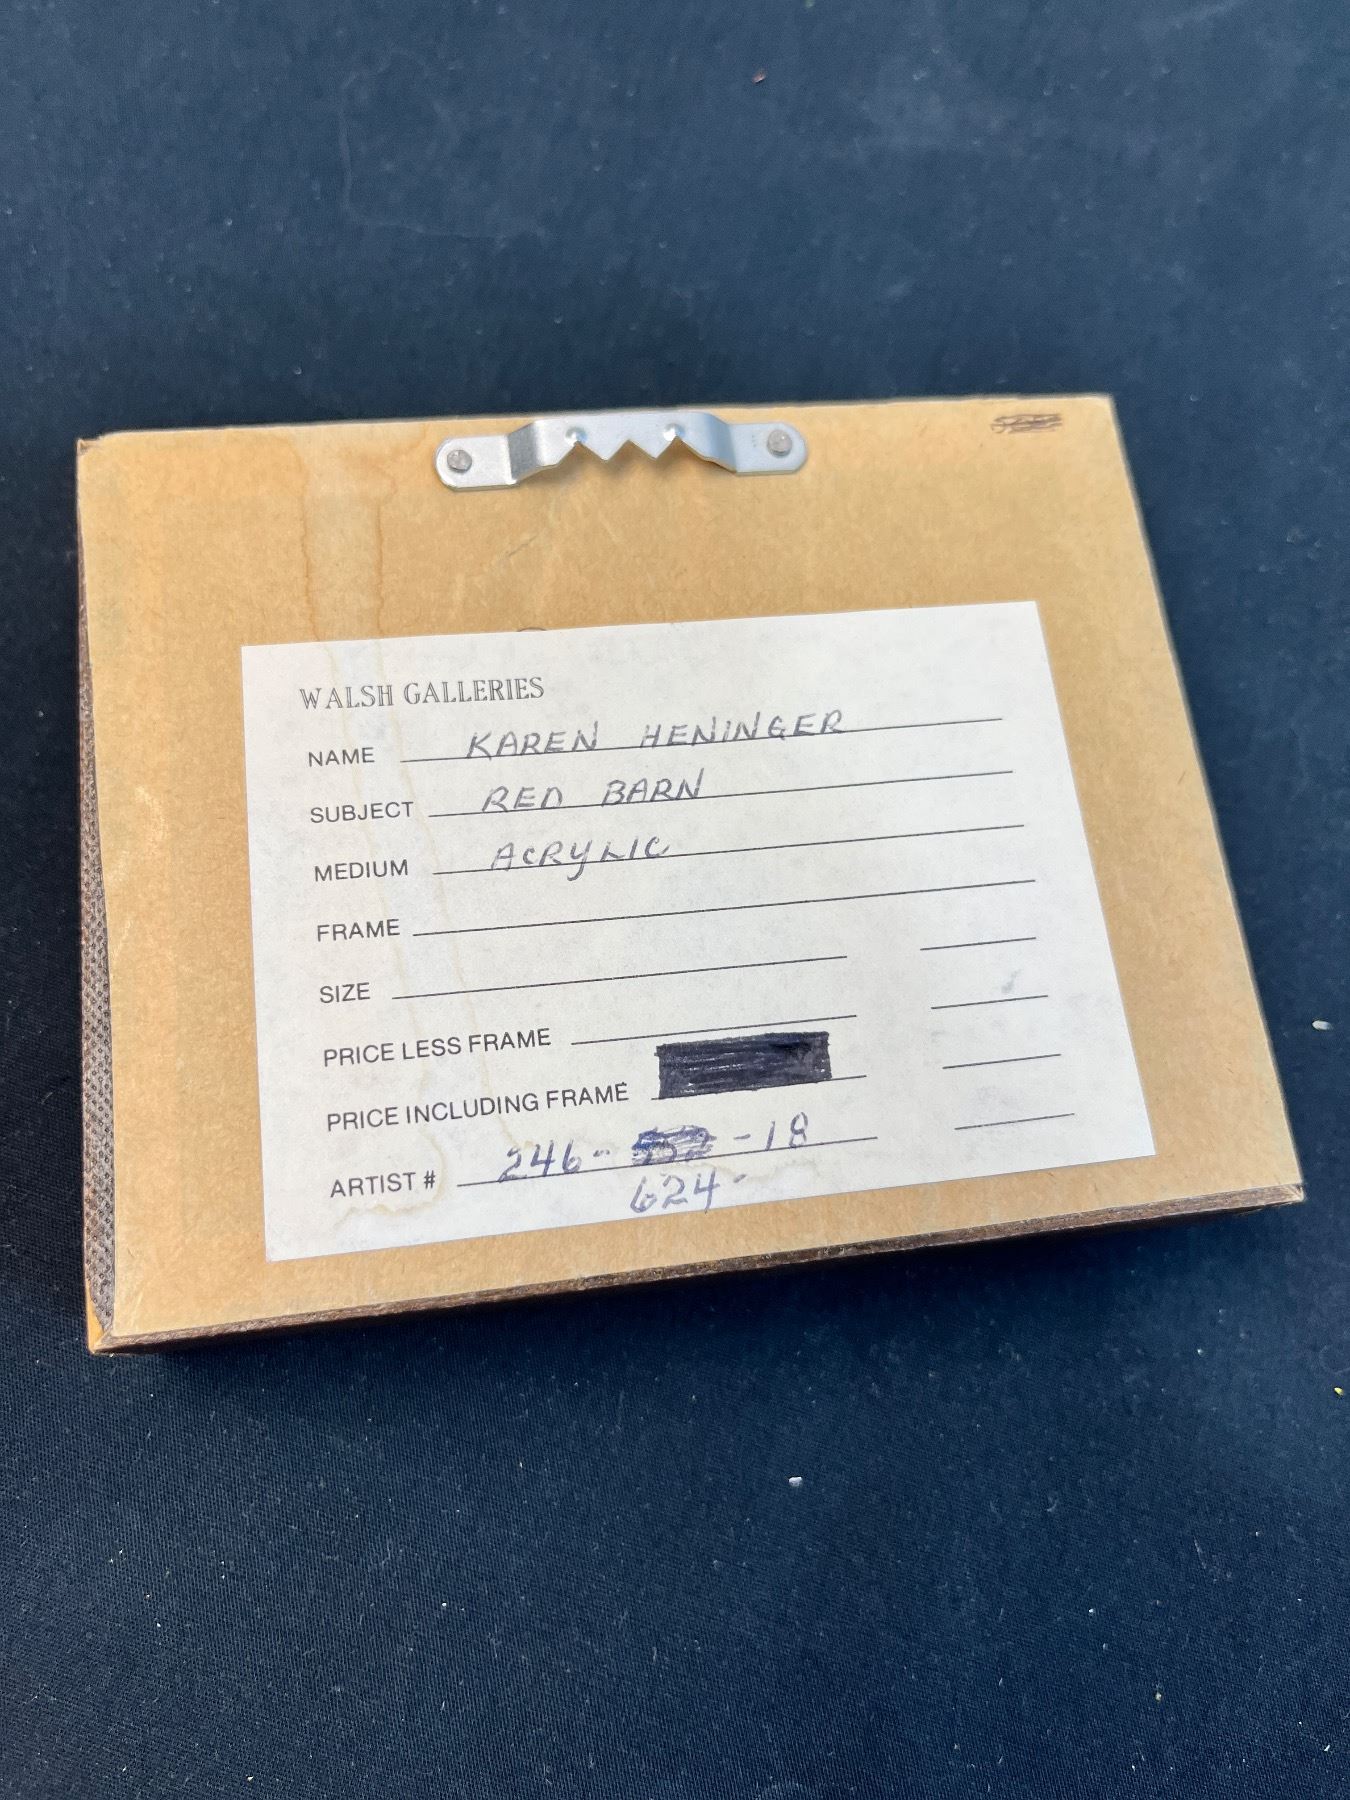 WALSH GALLERIES
NAME KAREN HENINGER
SUBJECT RED BARN
MEDIUM ACRYLIC
FRAME
SIZE
PRICE LESS FRAME
PRICE INCLUDING FRAME
ARTIST # 246- -18
624-